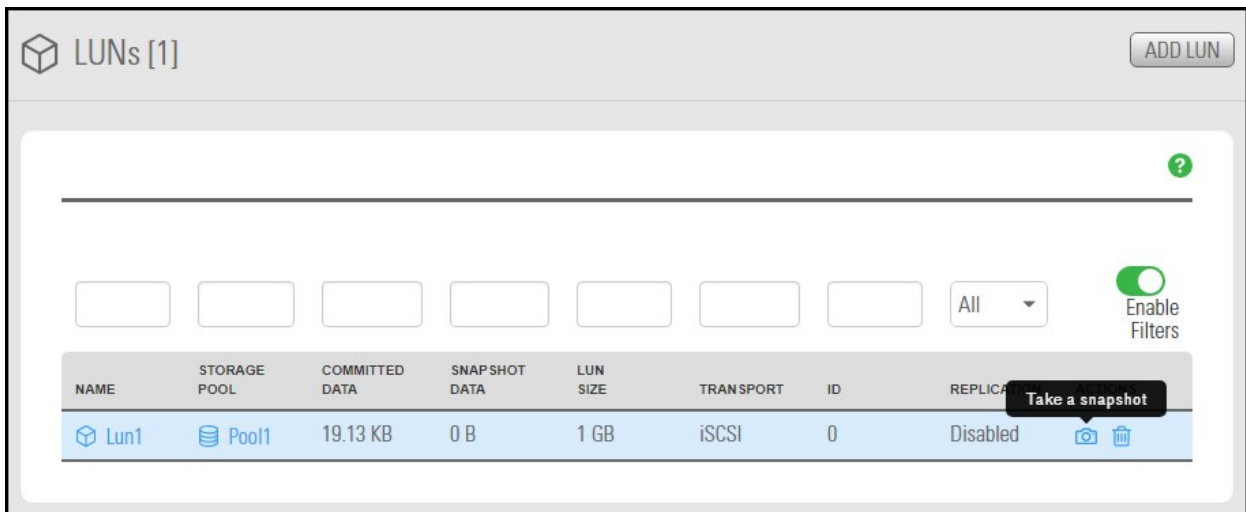 LUNs [1]
ADD LUN
?
All
Enable
Filters
NAME
STORAGE
POOL
COMMITTED
DATA
SNAPSHOT
DATA
LUN
SIZE
TRANSPORT
ID
REPLICATION
ACTIONS
Take a snapshot
Lun1
Pool1
19.13 KB
0 B
1 GB
iSCSI
0
Disabled